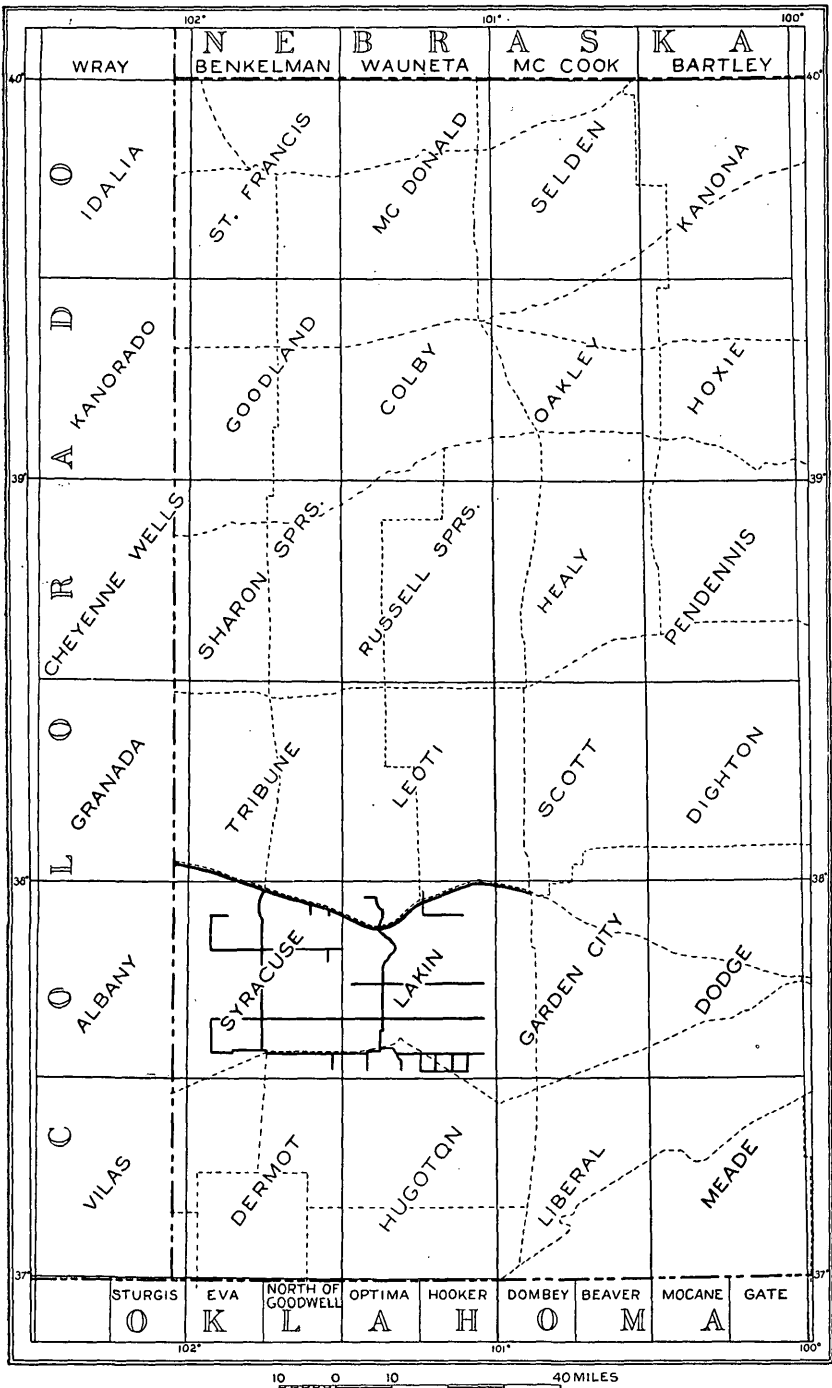 102° 101° 100°
N E B R A S K A
WRAY BENKELMAN WAUNETA MC COOK BARTLEY
40° 40°
IDALIA ST. FRANCIS MC DONALD SELDEN KANONA
KANORADO GOODLAND COLBY OAKLEY HOXIE
39° 39°
CHEYENNE WELLS SHARON SPRS. RUSSELL SPRS. HEALY PENDENNIS
GRANADA TRIBUNE LEOTI SCOTT DIGHTON
38° 38°
ALBANY SYRACUSE LAKIN GARDEN CITY DODGE
VILAS DERMOT HUGOTON LIBERAL MEADE
C O L O R A D O
37° 37°
STURGIS EVA NORTH OF GOODWELL OPTIMA HOOKER DOMBEY BEAVER MOCANE GATE
O K L A H O M A
102° 101° 100°
10 0 10 40 MILES